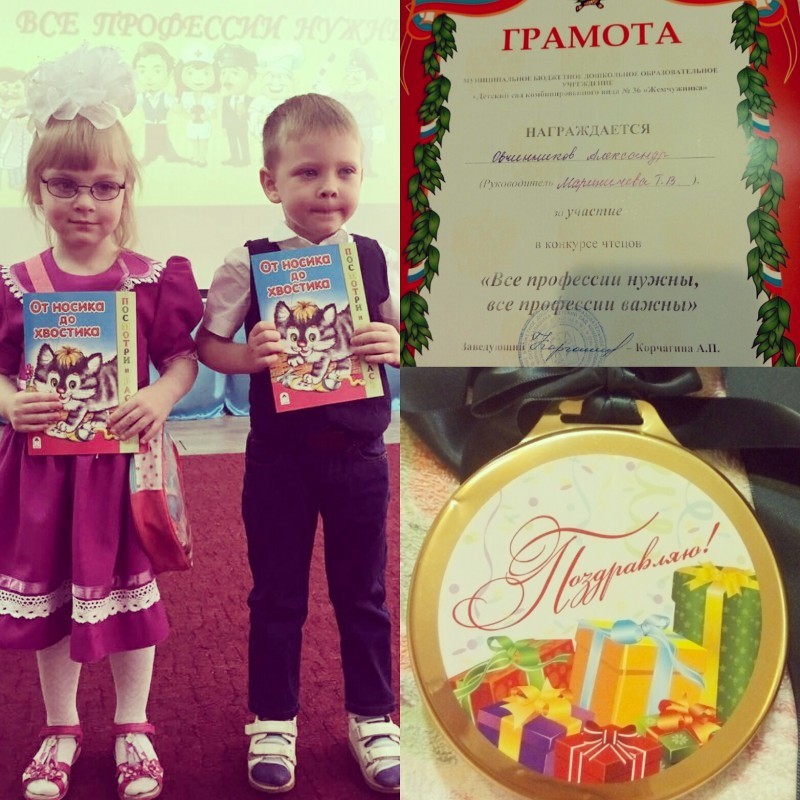 ВСЕ ПРОФЕССИИ НУЖНЫ
От носика
до
хвостика
ПОСМОТРИ И
От носика
до
хвостика
ПОСМОТРИ И
ГРАМОТА
МУНИЦИПАЛЬНОЕ БЮДЖЕТНОЕ ДОШКОЛЬНОЕ ОБРАЗОВАТЕЛЬНОЕ
УЧРЕЖДЕНИЕ
«Детский сад комбинированного вида № 36 «Жемчужинка»
НАГРАЖДАЕТСЯ
Овчинников Александр
(Руководитель Т.В.).
за участие
в конкурсе чтецов
«Все профессии нужны,
все профессии важны»
Заведующий – Корчагина А.П.
Поздравляю!